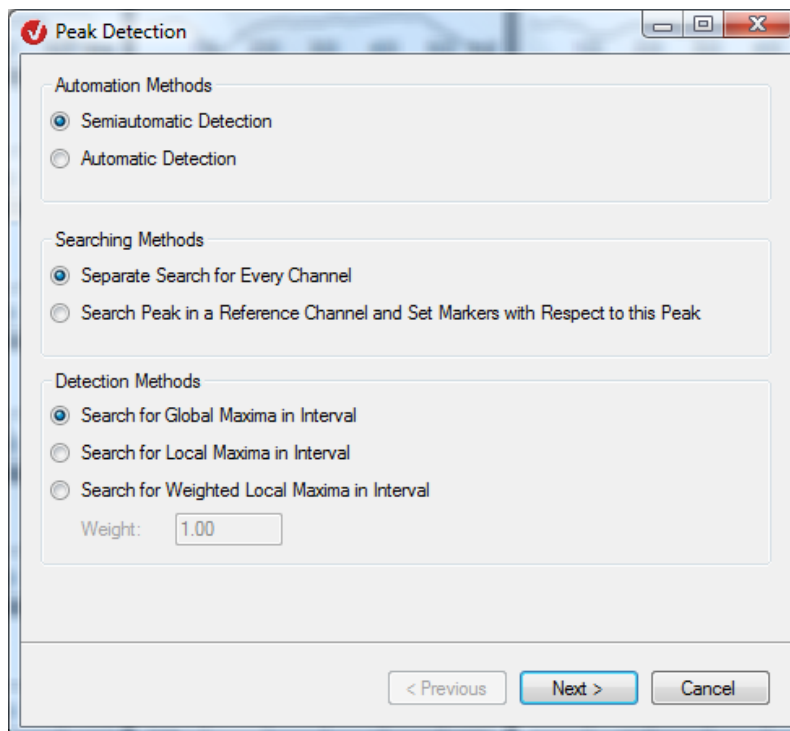 Peak Detection
Automation Methods
Semiautomatic Detection
Automatic Detection
Searching Methods
Separate Search for Every Channel
Search Peak in a Reference Channel and Set Markers with Respect to this Peak
Detection Methods
Search for Global Maxima in Interval
Search for Local Maxima in Interval
Search for Weighted Local Maxima in Interval
Weight: 1.00
< Previous Next > Cancel